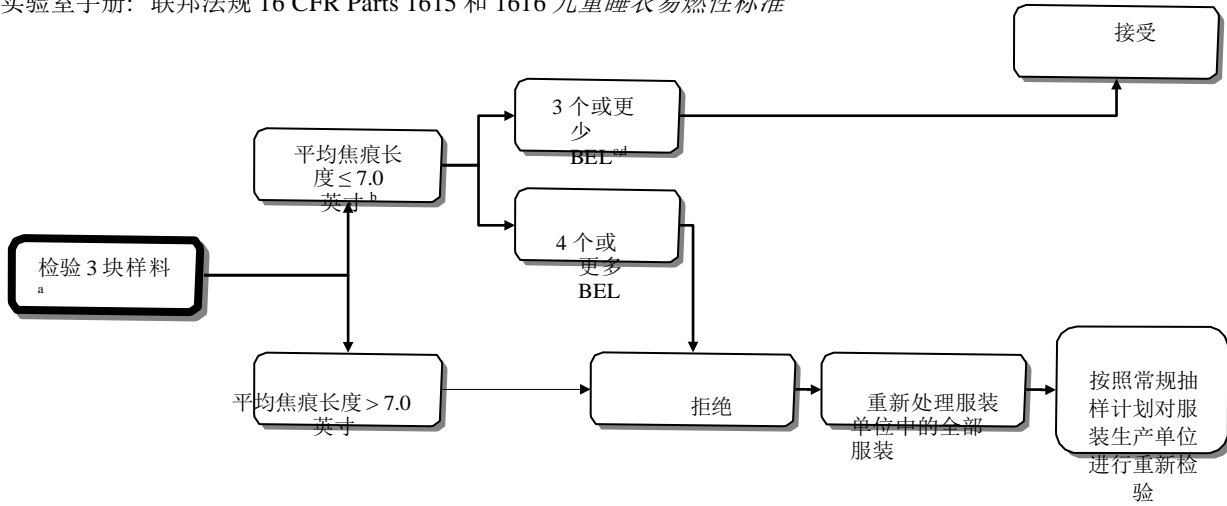 实验室手册: 联邦法规 16 CFR Parts 1615 和 1616 儿童睡衣易燃性标准
接受
3 个或更
少
BEL c,d
平均焦痕长
度 ≤ 7.0
英寸 b
4 个或
更多
BEL
检验 3 块样料
a
平均焦痕长度 > 7.0
英寸
拒绝
重新处理服装
单位中的全部
服装
按照常规抽
样计划对服
装生产单位
进行重新检
验